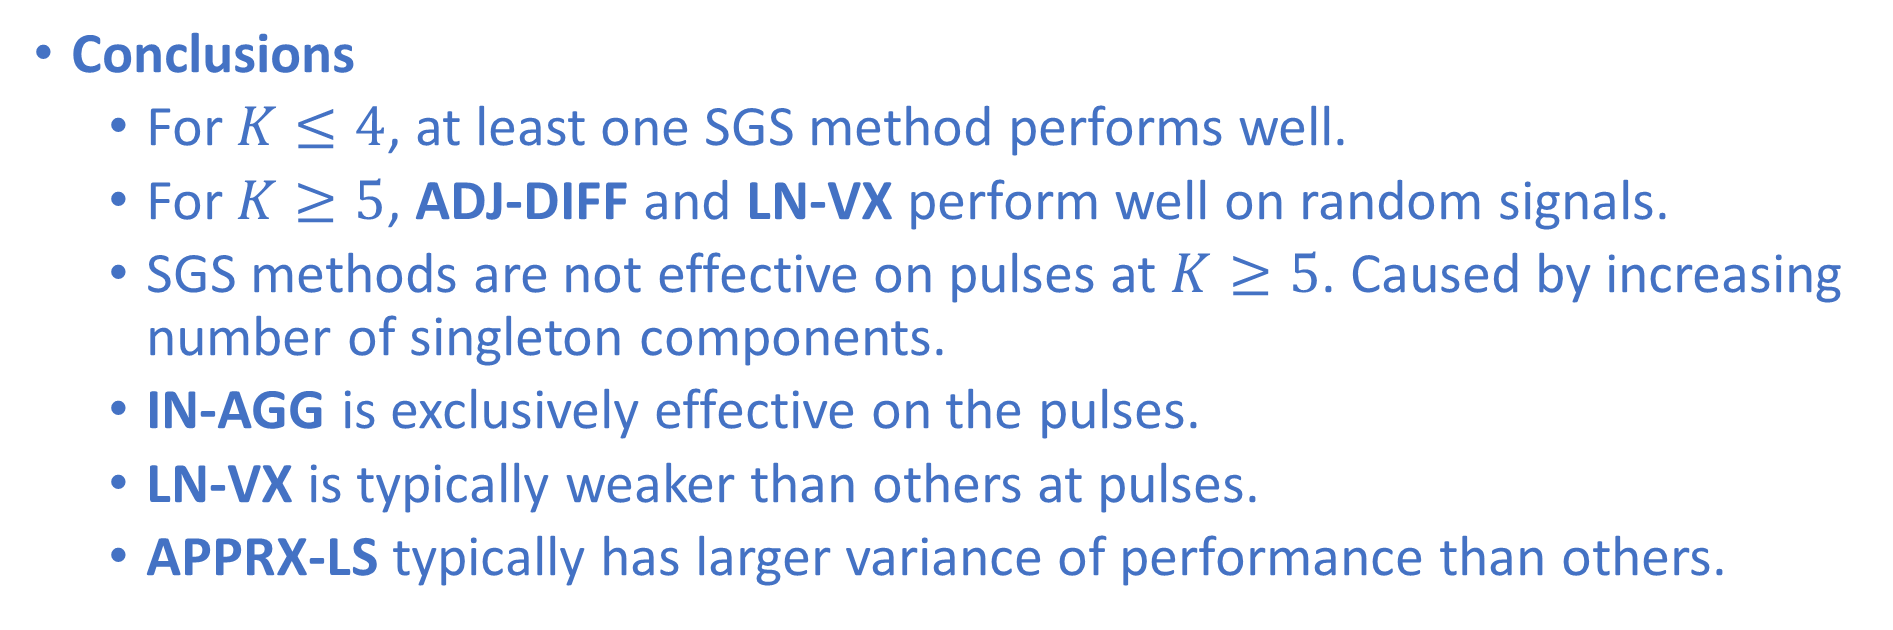 • Conclusions
• For K ≤ 4, at least one SGS method performs well.
• For K ≥ 5, ADJ-DIFF and LN-VX perform well on random signals.
• SGS methods are not effective on pulses at K ≥ 5. Caused by increasing
number of singleton components.
• IN-AGG is exclusively effective on the pulses.
• LN-VX is typically weaker than others at pulses.
• APPRX-LS typically has larger variance of performance than others.